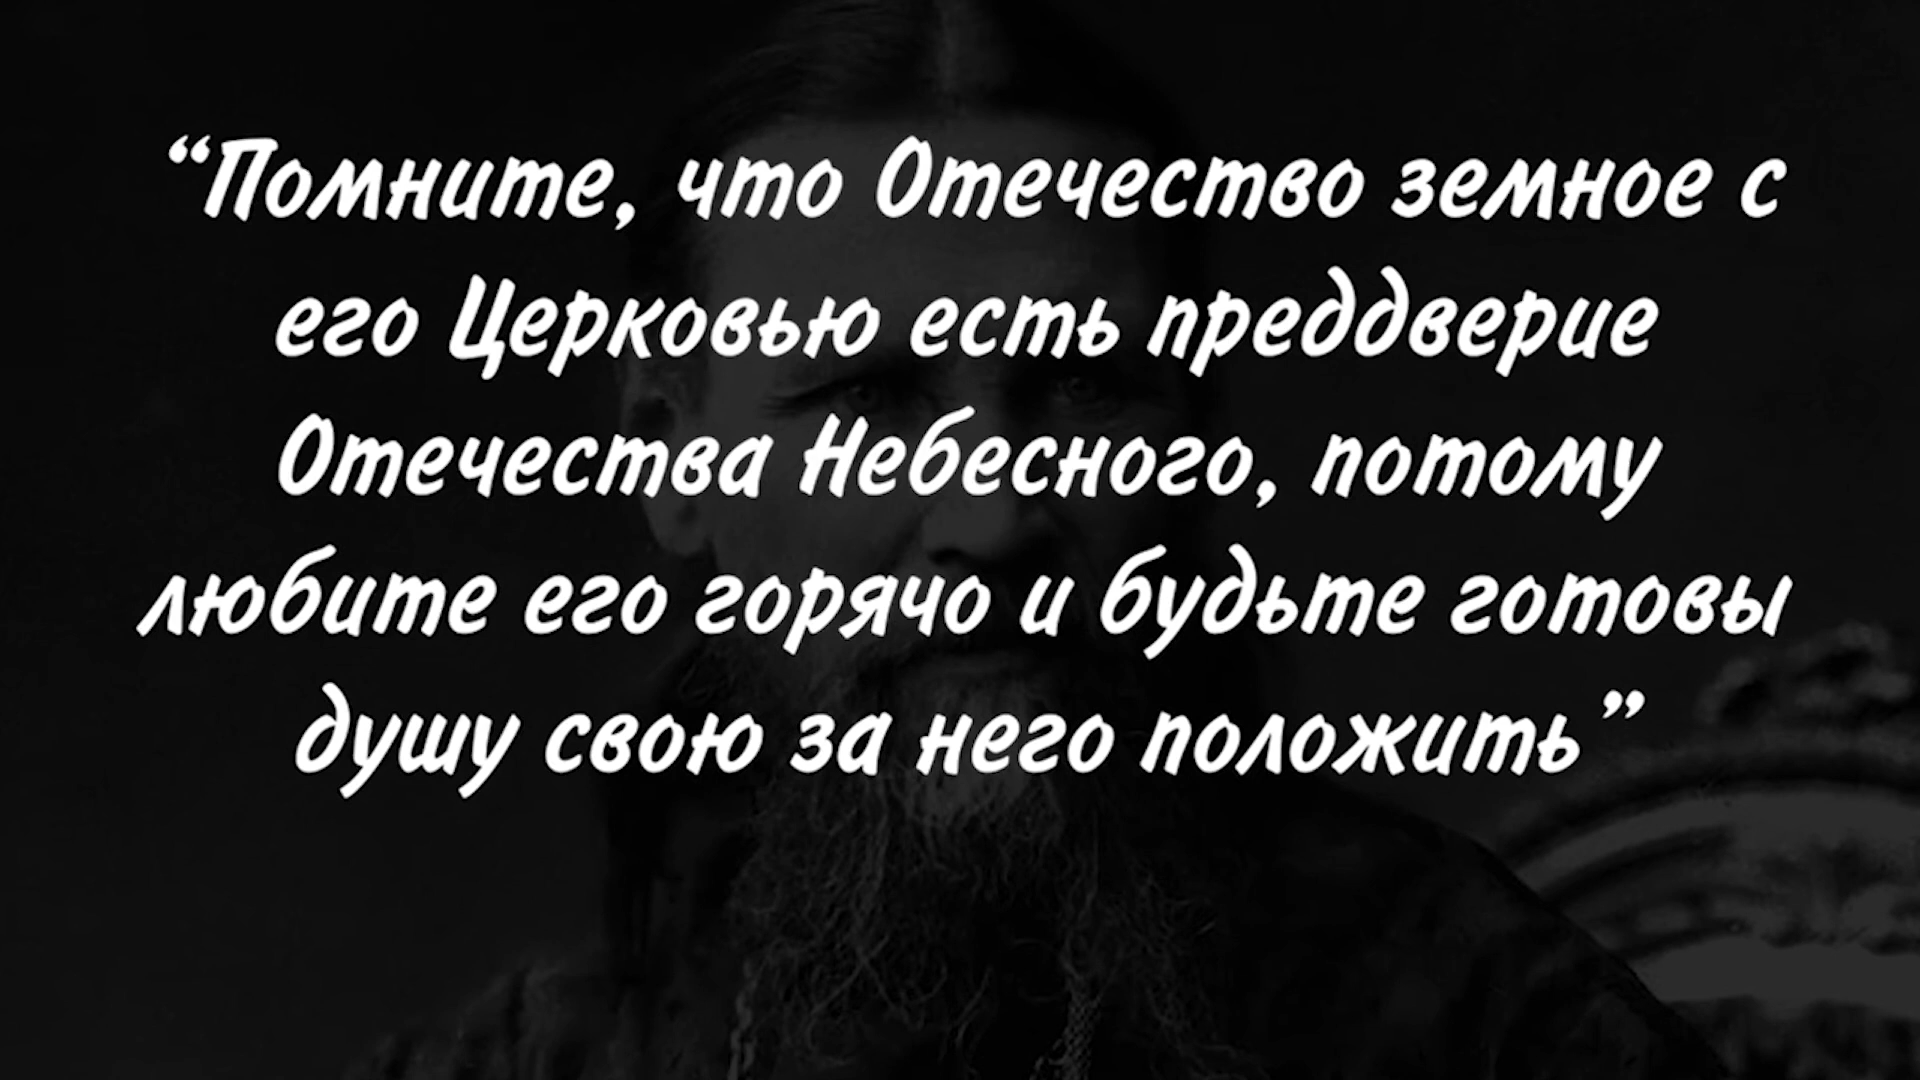 “Помните, что Отечество земное с
его Церковью есть преддверие
Отечества Небесного, потому
любите его горячо и будьте готовы
душу свою за него положить”